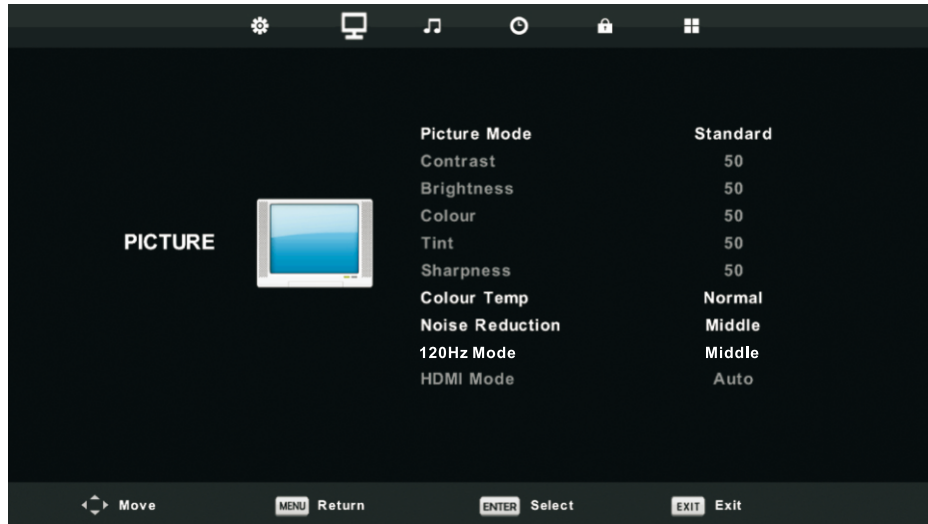 Picture Mode Standard
Contrast 50
Brightness 50
Colour 50
PICTURE
Tint 50
Sharpness 50
Colour Temp Normal
Noise Reduction Middle
120Hz Mode Middle
HDMI Mode Auto
Move MENU Return ENTER Select EXIT Exit